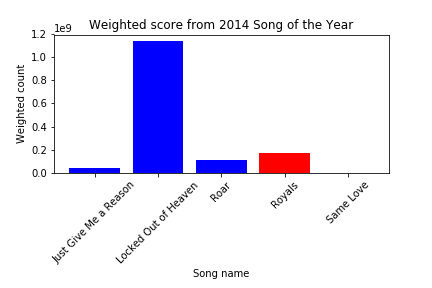 Weighted score from 2014 Song of the Year
1e9
1.2
1.0
0.8
0.6
0.4
0.2
0.0
Weighted count
Just Give Me a Reason
Locked Out of Heaven
Roar
Royals
Same Love
Song name